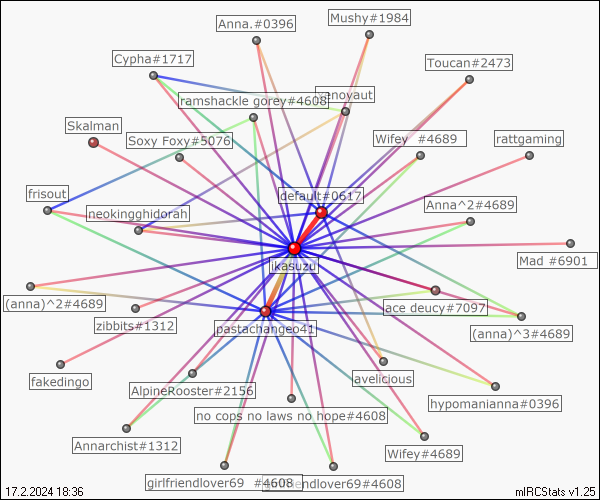 Mushy#1984
Anna.#0396
Cypha#1717
Toucan#2473
xenovaut
ramshackle gorey#4608
Skalman
Soxy Foxy#5076
Wifey  #4689
rattgaming
frisout
default#0617
Anna^2#4689
neokingghidorah
ikasuzu
Mad #6901
(anna)^2#4689
ace deucy#7097
zibbits#1312
pastachangeo41
(anna)^3#4689
fakedingo
AlpineRooster#2156
avelicious
hypomanianna#0396
no cops no laws no hope#4608
Annarchist#1312
Wifey#4689
girlfriendlover69  #4608
girlfriendlover69#4608
17.2.2024 18:36
mIRCStats v1.25